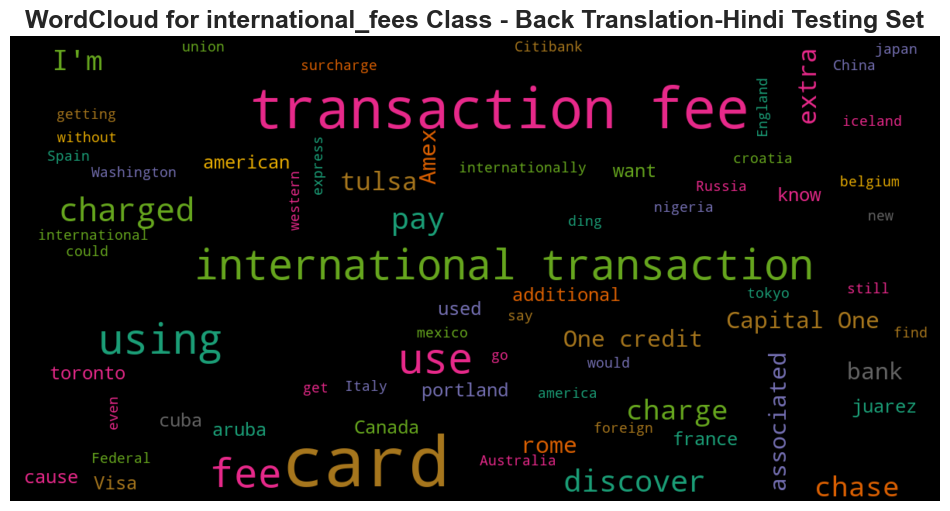 WordCloud for international_fees Class - Back Translation-Hindi Testing Set
union
Citibank
japan
I'm
surcharge
China
extra
transaction fee
England
getting
iceland
without
Amex
Spain
american
express
internationally
want
croatia
Washington
western
tulsa
Russia
know
belgium
charged
pay
nigeria
new
international
ding
could
international transaction
additional
tokyo
still
used
say
Capital One
using
mexico
One credit
find
use
go
would
toronto
bank
get
Italy
portland
america
associated
even
cuba
aruba
Canada
charge
juarez
foreign
france
card
rome
Federal
Australia
cause
Visa
fee
discover
chase